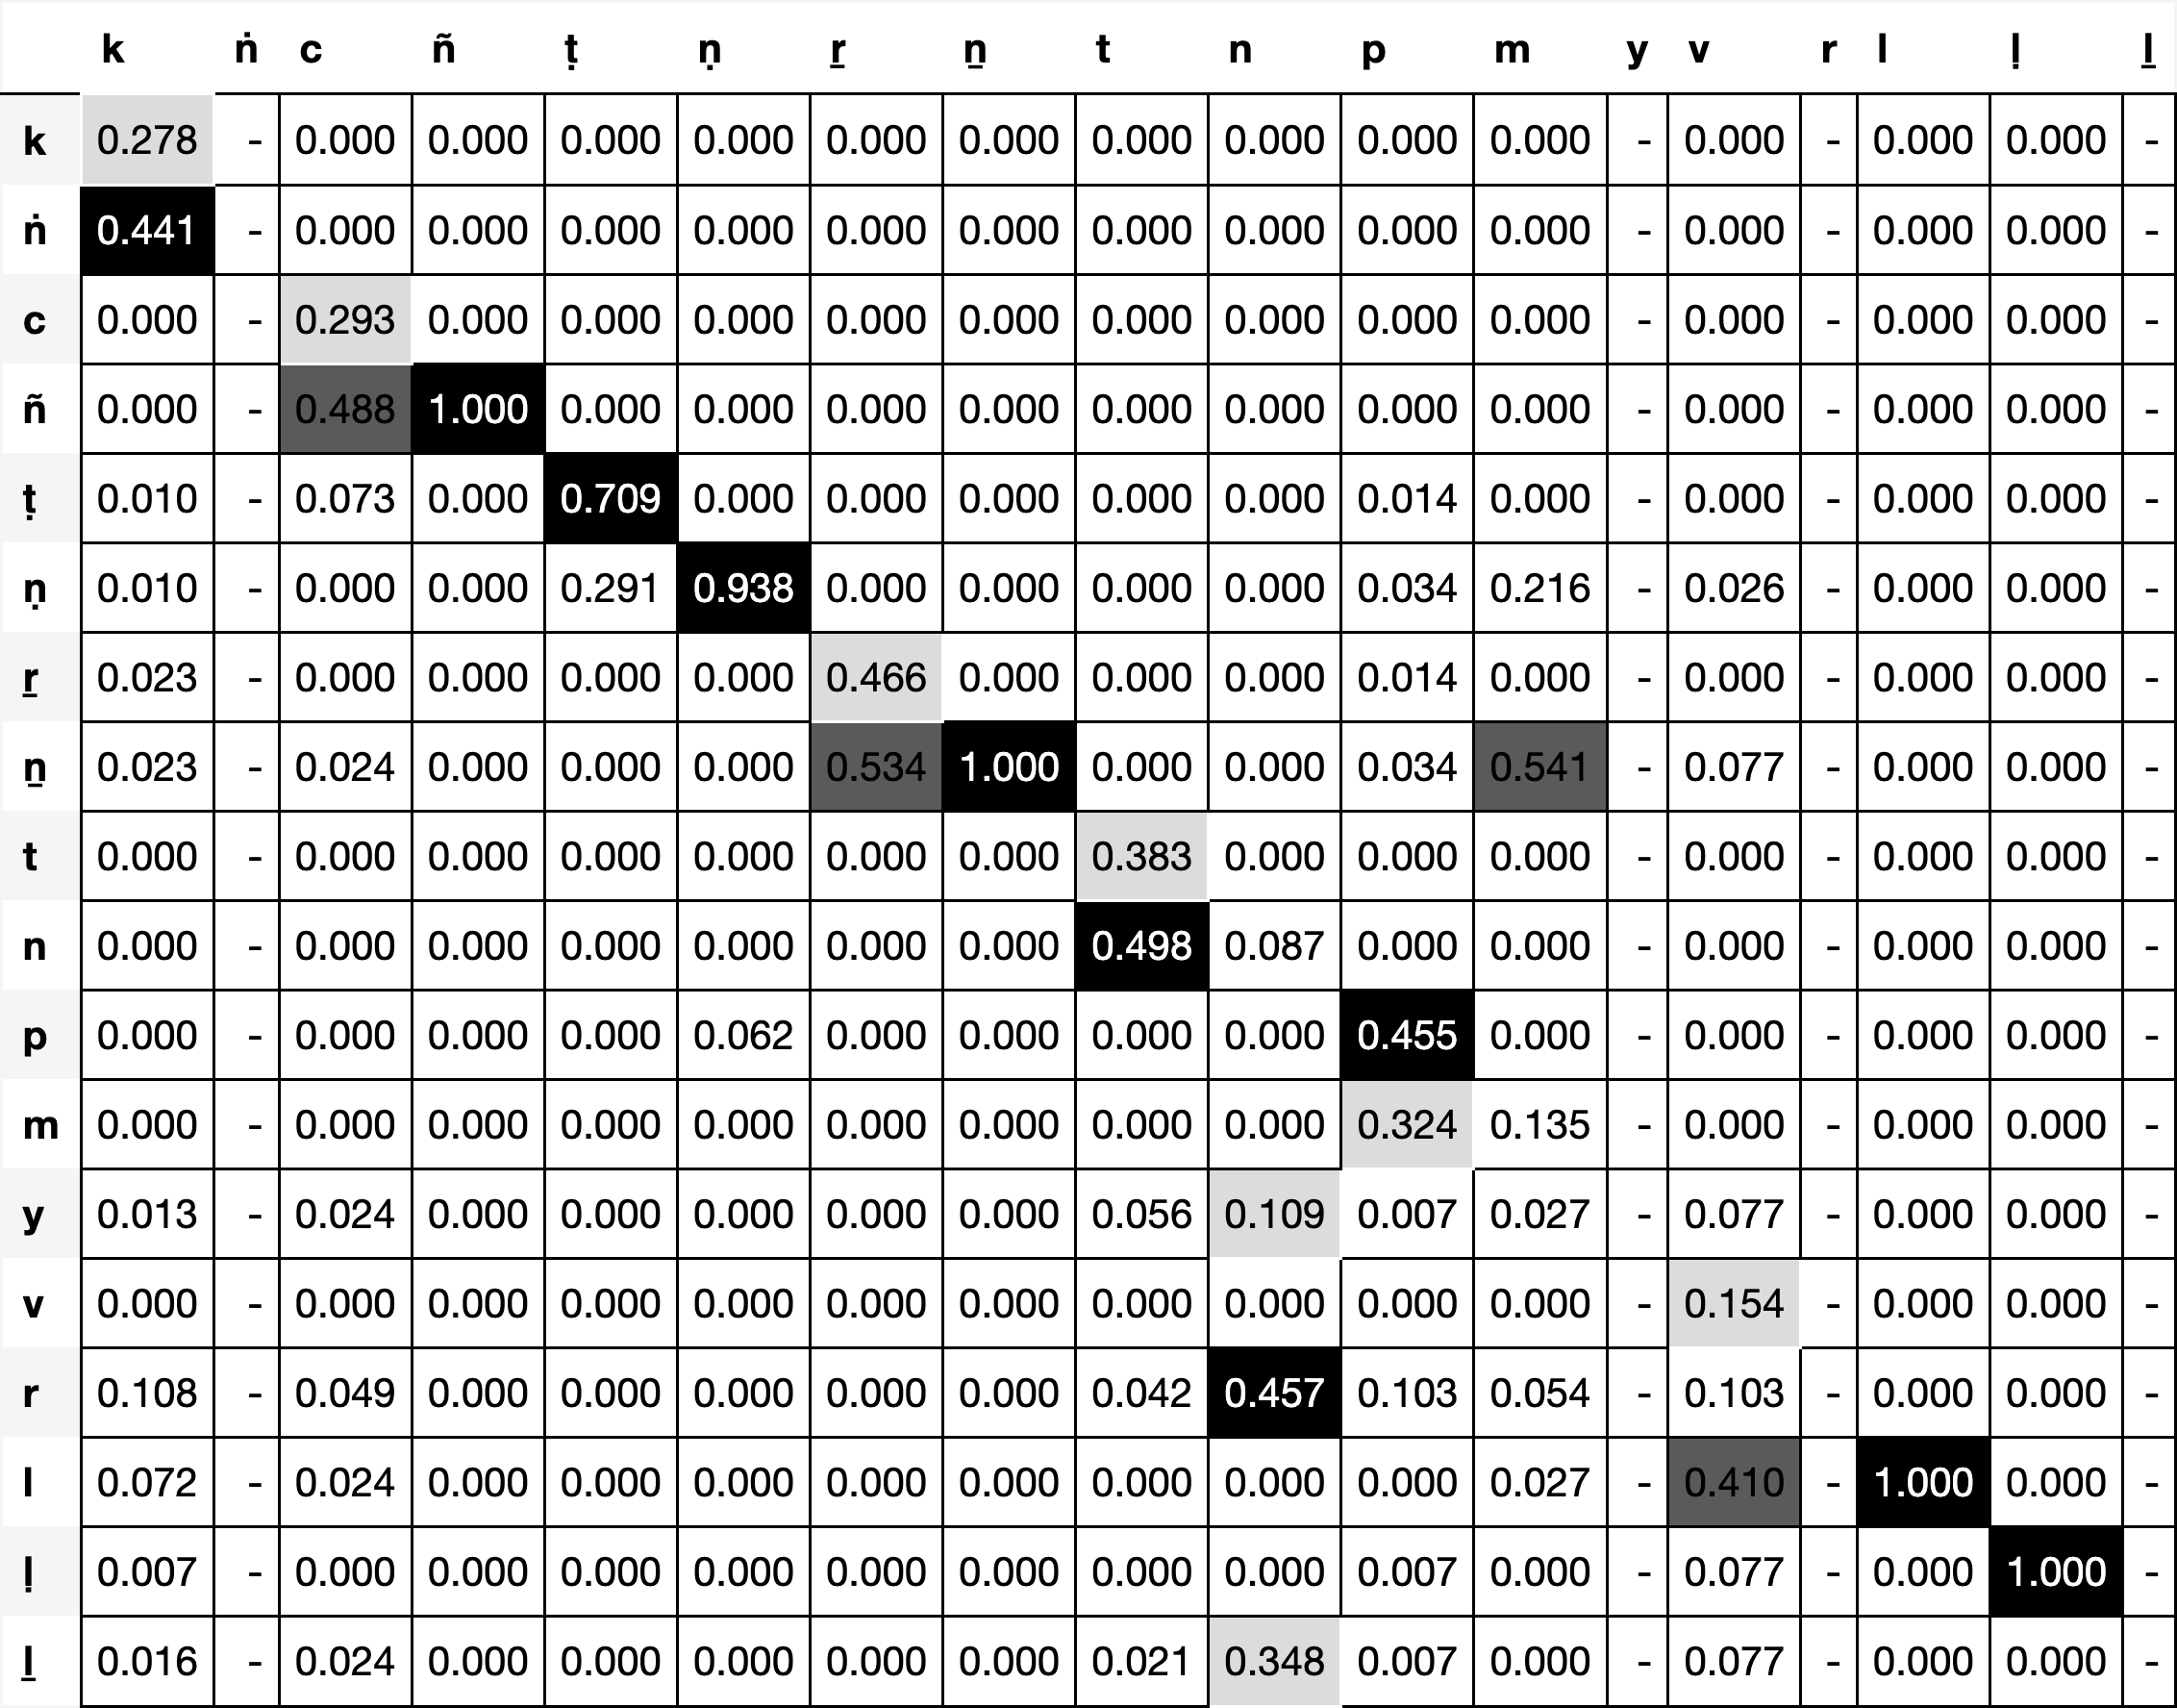 k ṅ c ñ ṭ ṇ ṟ ṉ t n p m y v r l ḷ ḻ
k 0.278 - 0.000 0.000 0.000 0.000 0.000 0.000 0.000 0.000 0.000 0.000 - 0.000 - 0.000 0.000 -
ṅ 0.441 - 0.000 0.000 0.000 0.000 0.000 0.000 0.000 0.000 0.000 0.000 - 0.000 - 0.000 0.000 -
c 0.000 - 0.293 0.000 0.000 0.000 0.000 0.000 0.000 0.000 0.000 0.000 - 0.000 - 0.000 0.000 -
ñ 0.000 - 0.488 1.000 0.000 0.000 0.000 0.000 0.000 0.000 0.000 0.000 - 0.000 - 0.000 0.000 -
ṭ 0.010 - 0.073 0.000 0.709 0.000 0.000 0.000 0.000 0.000 0.014 0.000 - 0.000 - 0.000 0.000 -
ṇ 0.010 - 0.000 0.000 0.291 0.938 0.000 0.000 0.000 0.000 0.034 0.216 - 0.026 - 0.000 0.000 -
ṟ 0.023 - 0.000 0.000 0.000 0.000 0.466 0.000 0.000 0.000 0.014 0.000 - 0.000 - 0.000 0.000 -
ṉ 0.023 - 0.024 0.000 0.000 0.000 0.534 1.000 0.000 0.000 0.034 0.541 - 0.077 - 0.000 0.000 -
t 0.000 - 0.000 0.000 0.000 0.000 0.000 0.000 0.383 0.000 0.000 0.000 - 0.000 - 0.000 0.000 -
n 0.000 - 0.000 0.000 0.000 0.000 0.000 0.000 0.498 0.087 0.000 0.000 - 0.000 - 0.000 0.000 -
p 0.000 - 0.000 0.000 0.000 0.062 0.000 0.000 0.000 0.000 0.455 0.000 - 0.000 - 0.000 0.000 -
m 0.000 - 0.000 0.000 0.000 0.000 0.000 0.000 0.000 0.000 0.324 0.135 - 0.000 - 0.000 0.000 -
y 0.013 - 0.024 0.000 0.000 0.000 0.000 0.000 0.056 0.109 0.007 0.027 - 0.077 - 0.000 0.000 -
v 0.000 - 0.000 0.000 0.000 0.000 0.000 0.000 0.000 0.000 0.000 0.000 - 0.154 - 0.000 0.000 -
r 0.108 - 0.049 0.000 0.000 0.000 0.000 0.000 0.042 0.457 0.103 0.054 - 0.103 - 0.000 0.000 -
l 0.072 - 0.024 0.000 0.000 0.000 0.000 0.000 0.000 0.000 0.000 0.027 - 0.410 - 1.000 0.000 -
ḷ 0.007 - 0.000 0.000 0.000 0.000 0.000 0.000 0.000 0.000 0.007 0.000 - 0.077 - 0.000 1.000 -
ḻ 0.016 - 0.024 0.000 0.000 0.000 0.000 0.000 0.021 0.348 0.007 0.000 - 0.077 - 0.000 0.000 -